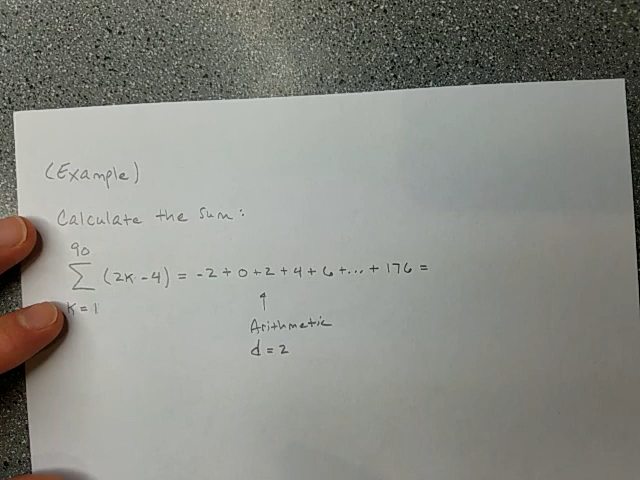 (Example)
Calculate the sum:
90
∑ (2k-4) = -2+0+2+4+6+...+176 =
k=1
↑
Arithmetic
d=2